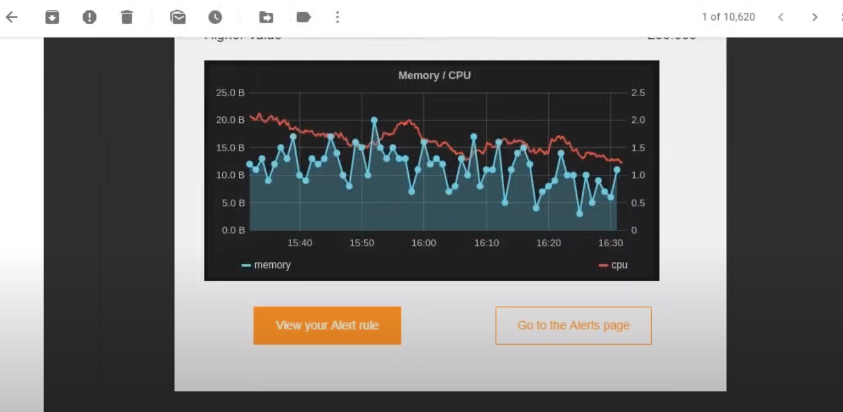 1 of 10,620
Higher value
Memory / CPU
25.0 B
20.0 B
15.0 B
10.0 B
5.0 B
0.0 B
2.5
2.0
1.5
1.0
0.5
0
15:40 15:50 16:00 16:10 16:20 16:30
memory cpu
View your Alert rule Go to the Alerts page